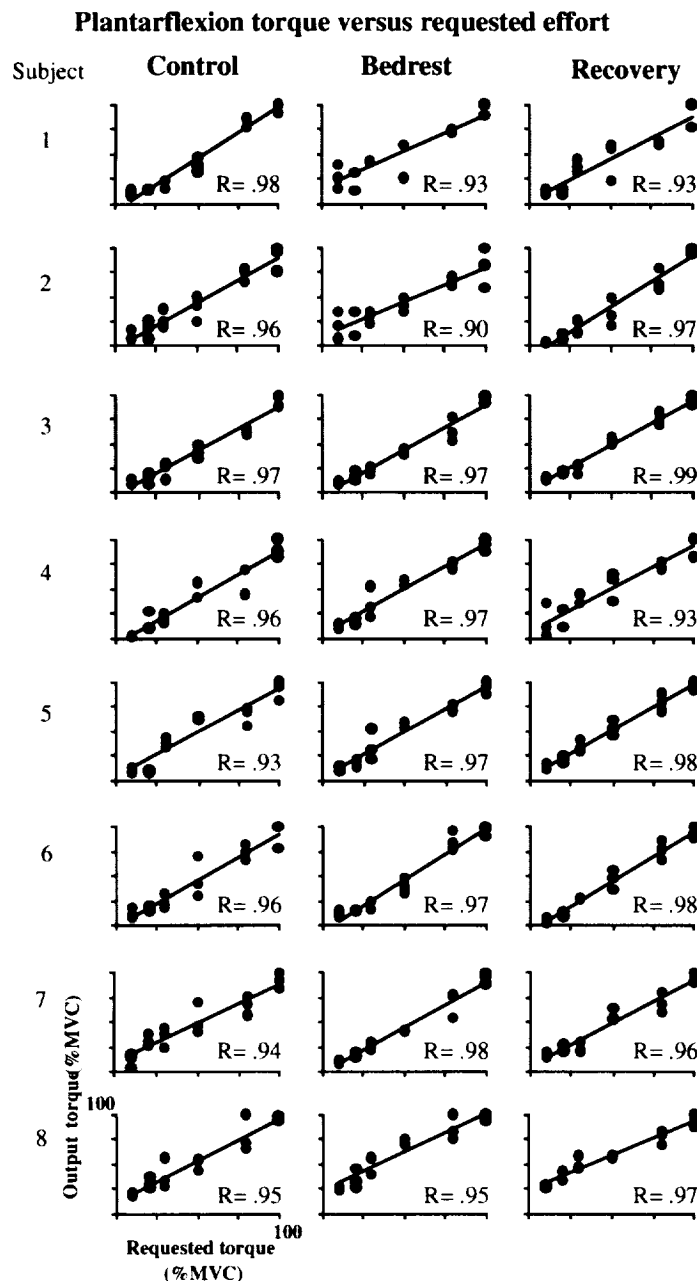 Plantarflexion torque versus requested effort
Subject Control Bedrest Recovery
1 R= .98 R= .93 R= .93
2 R= .96 R= .90 R= .97
3 R= .97 R= .97 R= .99
4 R= .96 R= .97 R= .93
5 R= .93 R= .97 R= .98
6 R= .96 R= .97 R= .98
7 R= .94 R= .98 R= .96
8 R= .95 R= .95 R= .97
Output torque (%MVC)
100
100
Requested torque
(%MVC)